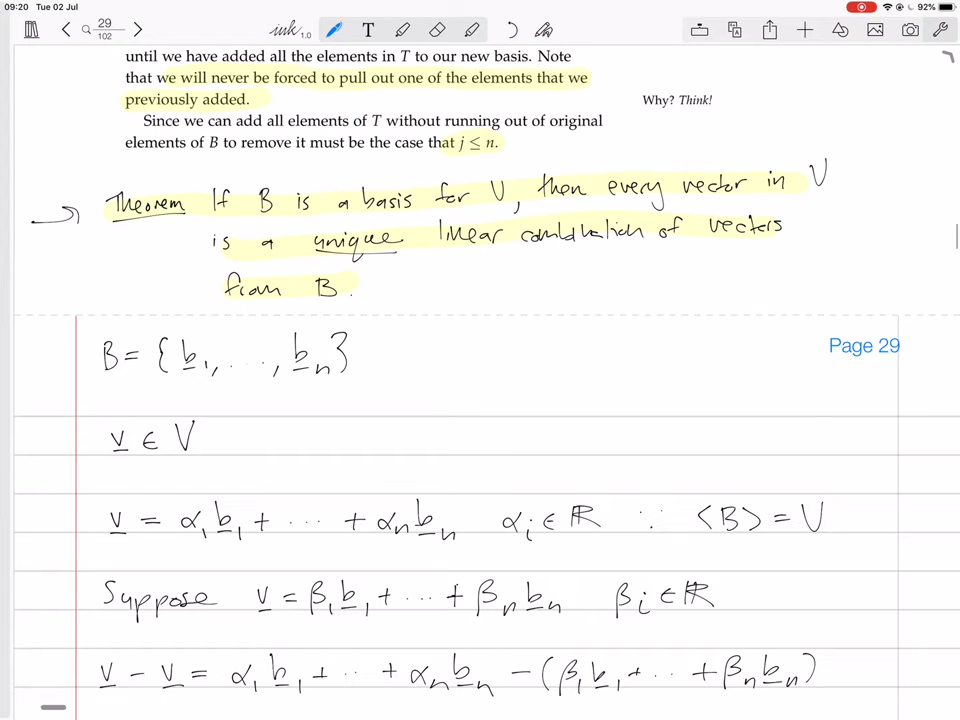 09:20 Tue 02 Jul
92%
29
102
ink 1.0
T
until we have added all the elements in T to our new basis. Note
that we will never be forced to pull out one of the elements that we
previously added.
Why? Think!
Since we can add all elements of T without running out of original
elements of B to remove it must be the case that j ≤ n.
Theorem If B is a basis for V, then every vector in V
is a unique linear combination of vectors
from B.
B = {b₁, ..., bₙ}
Page 29
v ∈ V
v = α₁b₁ + ··· + αₙbₙ αᵢ ∈ ℝ ∵ ⟨B⟩ = V
Suppose v = β₁b₁ + ··· + βₙbₙ βᵢ ∈ ℝ
v - v = α₁b₁ + ·· + αₙbₙ - (β₁b₁ + ·· + βₙbₙ)